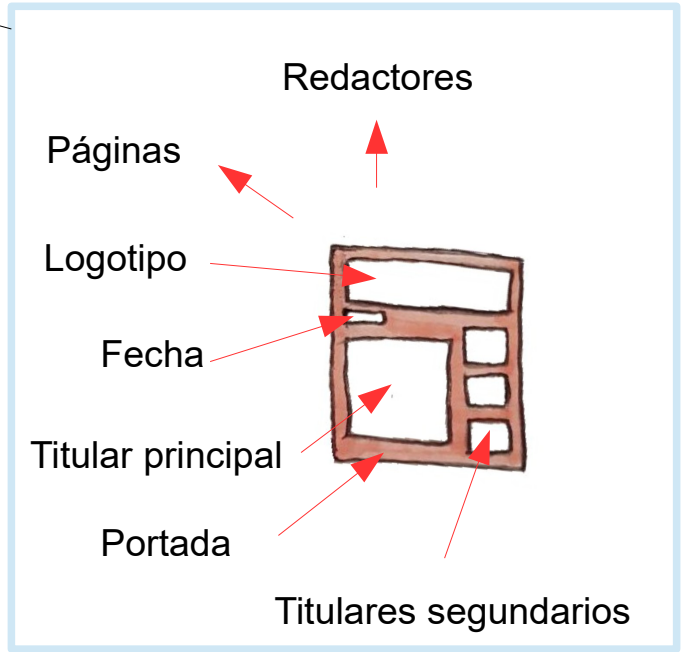 Redactores
Páginas
Logotipo
Fecha
Titular principal
Portada
Titulares segundarios